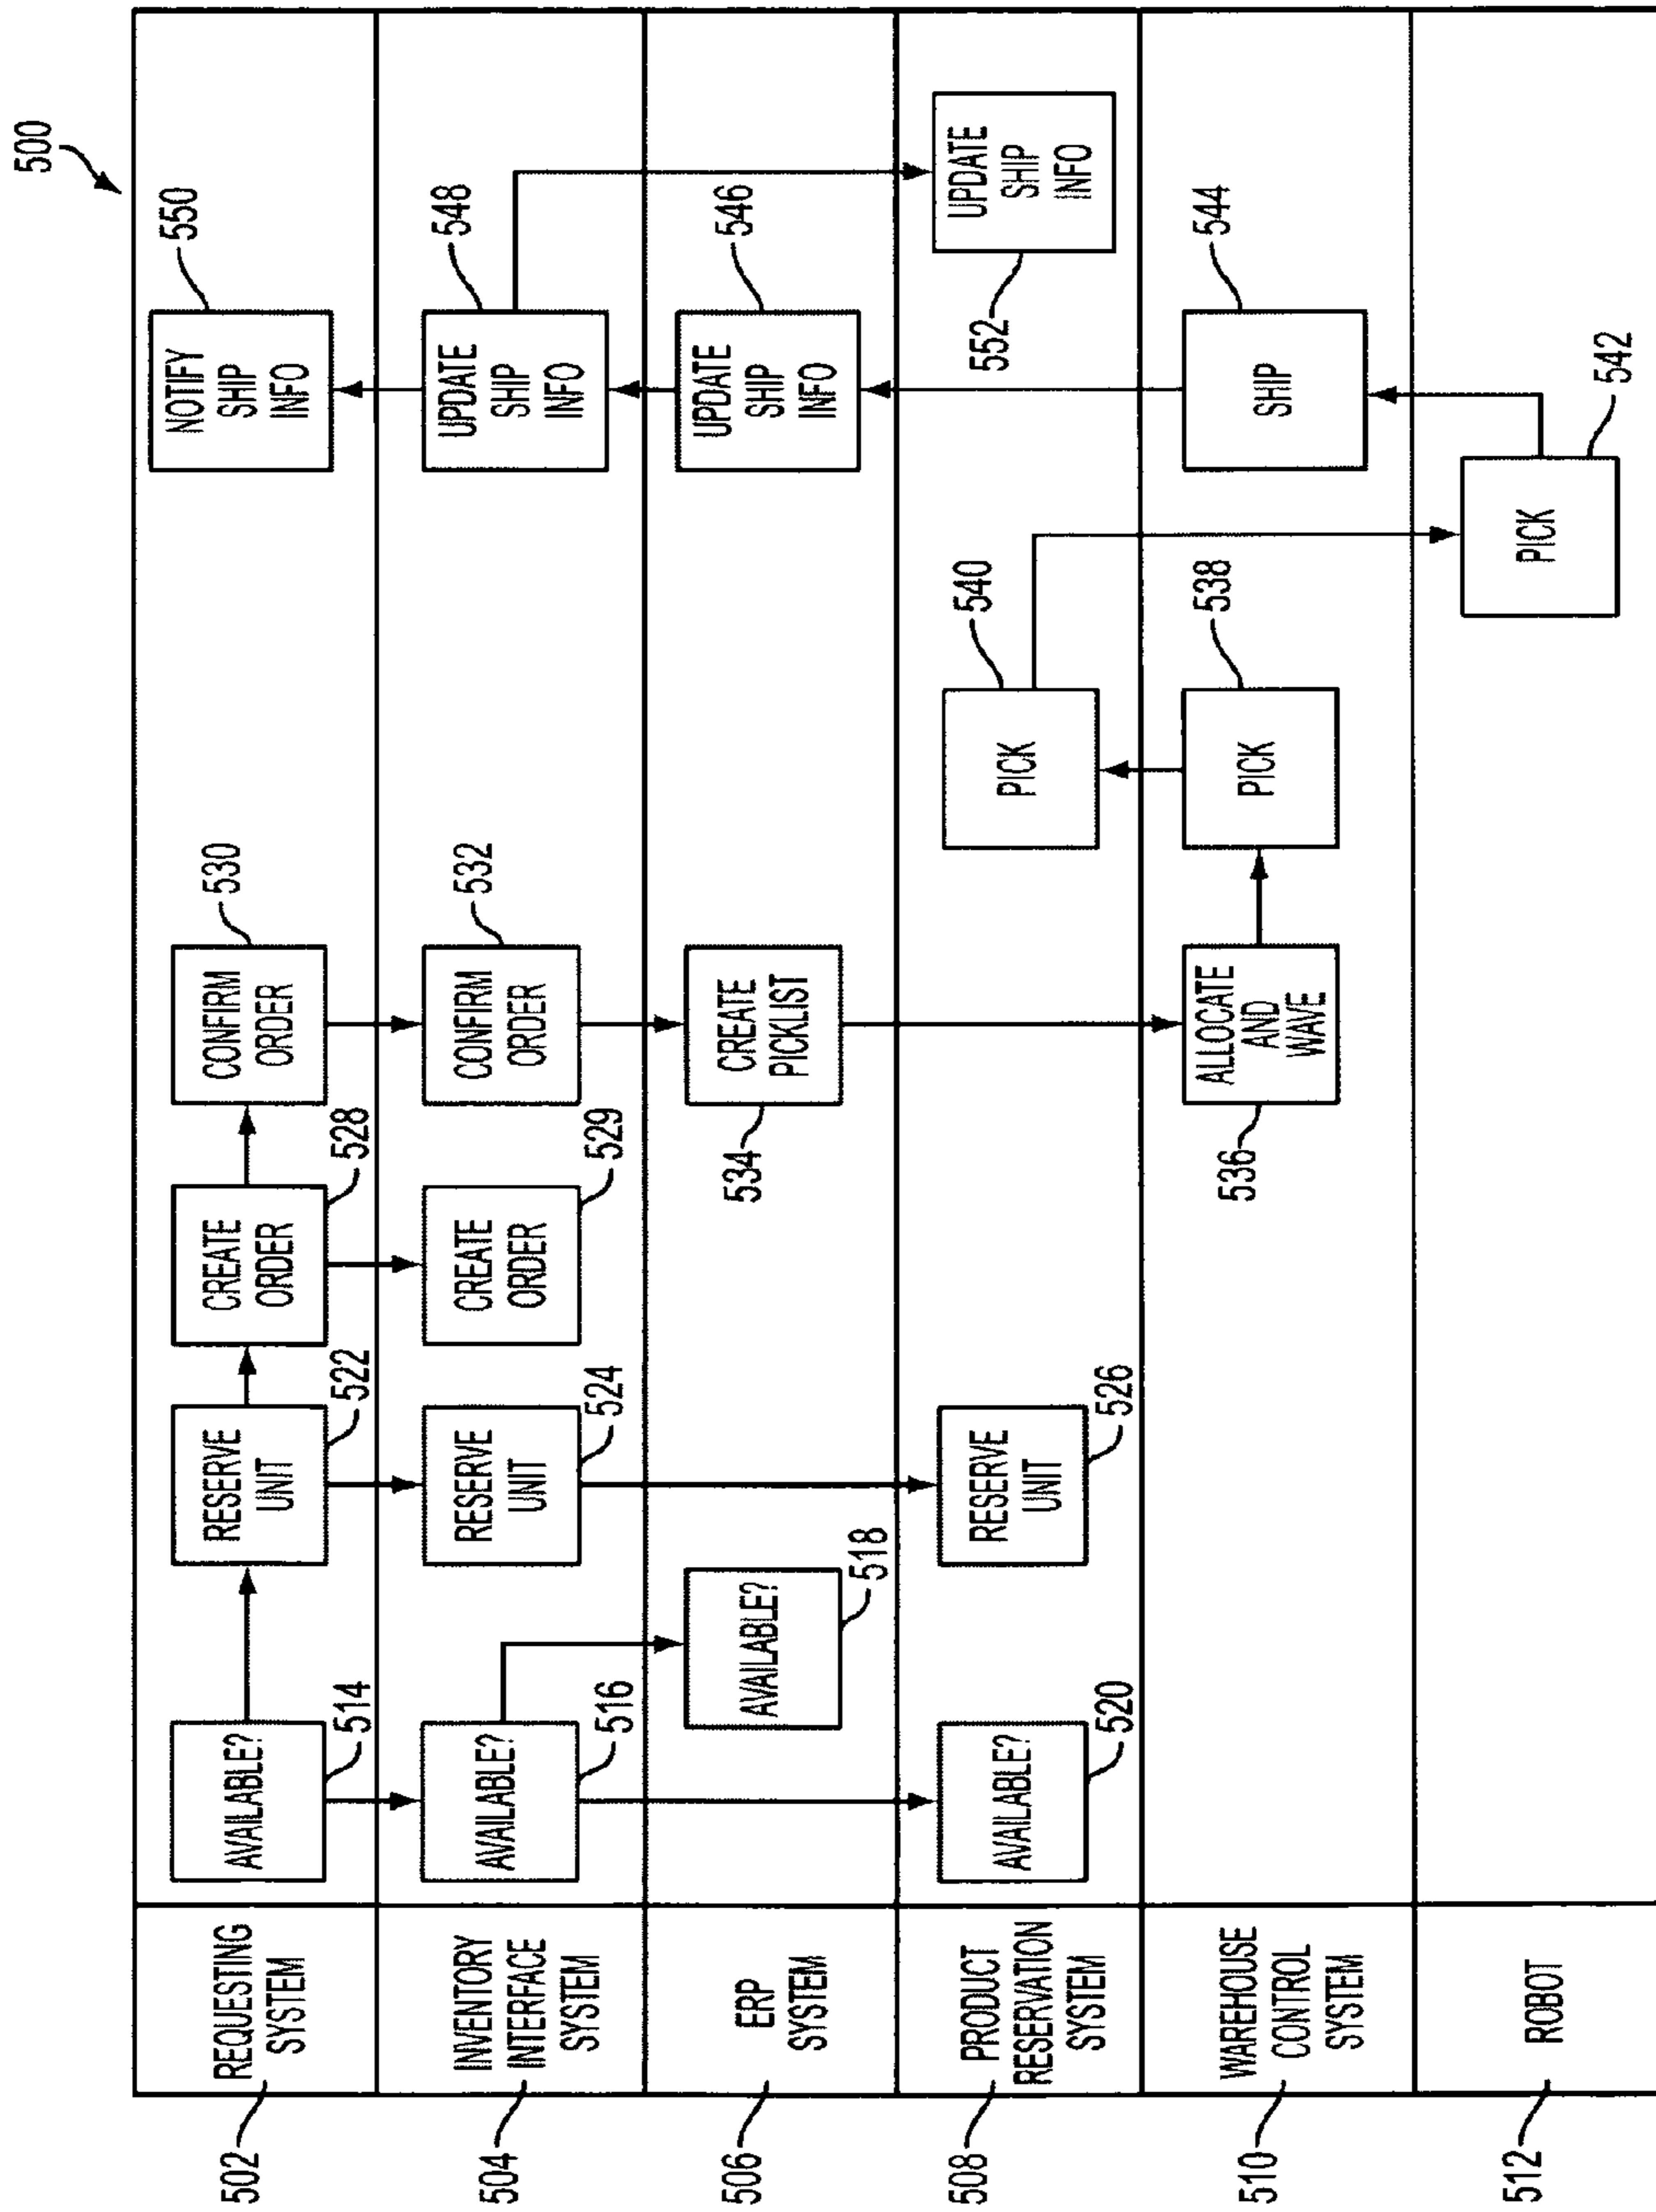 500
502
REQUESTING
SYSTEM
AVAILABLE?
514
RESERVE
UNIT
522
CREATE
ORDER
528
CONFIRM
ORDER
530
NOTIFY
SHIP
INFO
550
504
INVENTORY
INTERFACE
SYSTEM
AVAILABLE?
516
RESERVE
UNIT
524
CREATE
ORDER
529
CONFIRM
ORDER
532
UPDATE
SHIP
INFO
548
506
ERP
SYSTEM
AVAILABLE?
518
CREATE
PICKLIST
534
UPDATE
SHIP
INFO
546
508
PRODUCT
RESERVATION
SYSTEM
AVAILABLE?
520
RESERVE
UNIT
526
PICK
540
UPDATE
SHIP
INFO
552
510
WAREHOUSE
CONTROL
SYSTEM
ALLOCATE
AND
WAVE
536
PICK
538
SHIP
544
512
ROBOT
PICK
542